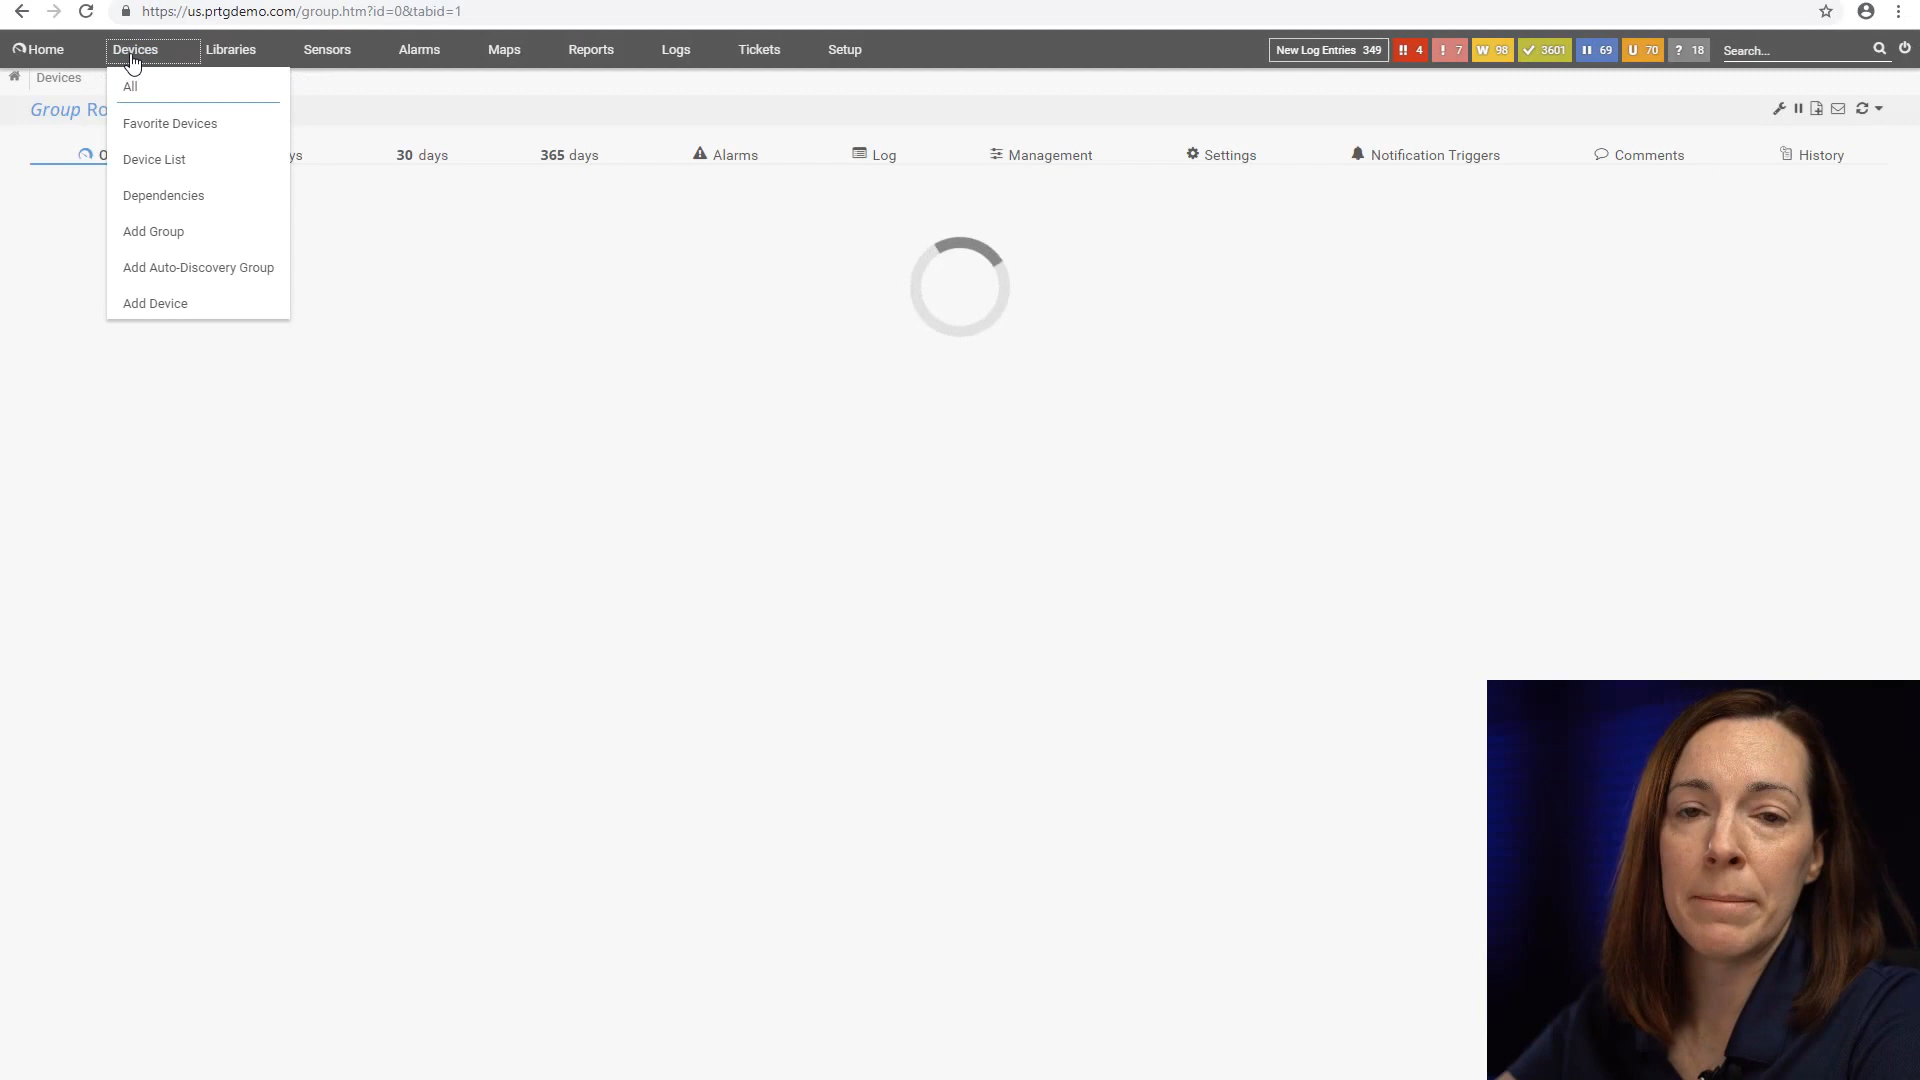 https://us.prtgdemo.com/group.htm?id=0&tabid=1
Home Devices Libraries Sensors Alarms Maps Reports Logs Tickets Setup New Log Entries 349 !! 4 ! 7 W 98 3601 69 U 70 ? 18 Search...
Devices
All
Group Ro
Favorite Devices
Device List
O ys 30 days 365 days Alarms Log Management Settings Notification Triggers Comments History
Dependencies
Add Group
Add Auto-Discovery Group
Add Device